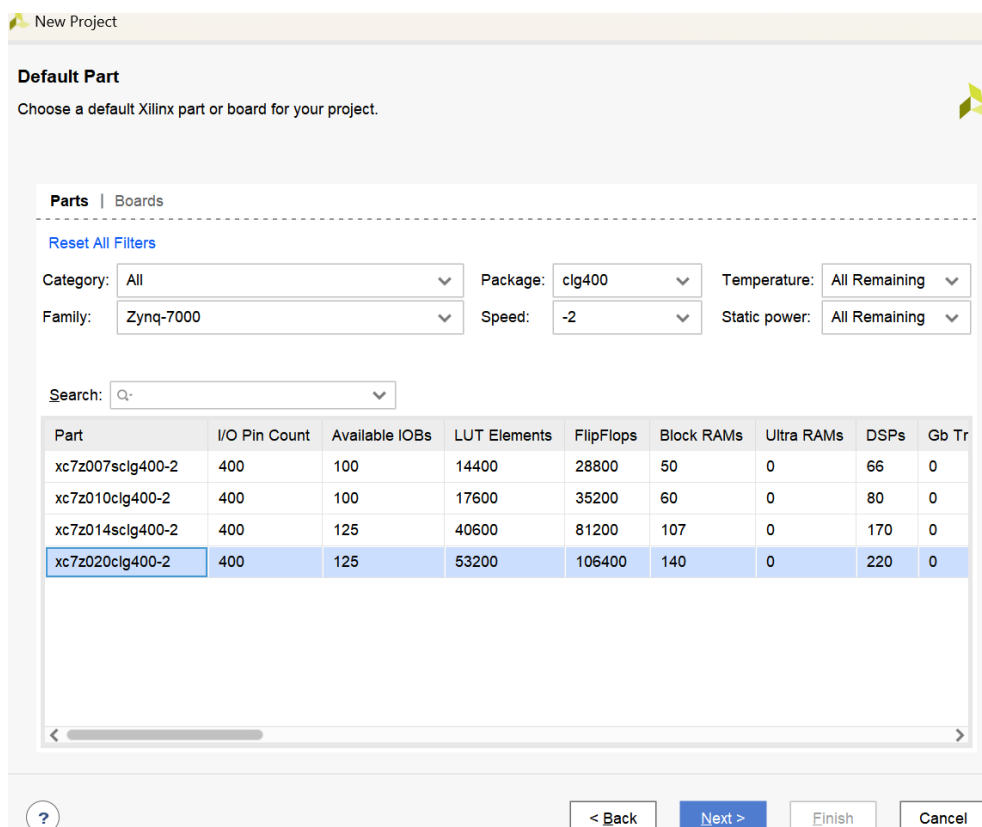 New Project
Default Part
Choose a default Xilinx part or board for your project.
Parts | Boards
Reset All Filters
Category: All Package: clg400 Temperature: All Remaining
Family: Zynq-7000 Speed: -2 Static power: All Remaining
Search: Q-
Part I/O Pin Count Available IOBs LUT Elements FlipFlops Block RAMs Ultra RAMs DSPs Gb Tr
xc7z007sclg400-2 400 100 14400 28800 50 0 66 0
xc7z010clg400-2 400 100 17600 35200 60 0 80 0
xc7z014sclg400-2 400 125 40600 81200 107 0 170 0
xc7z020clg400-2 400 125 53200 106400 140 0 220 0
? < Back Next > Finish Cancel